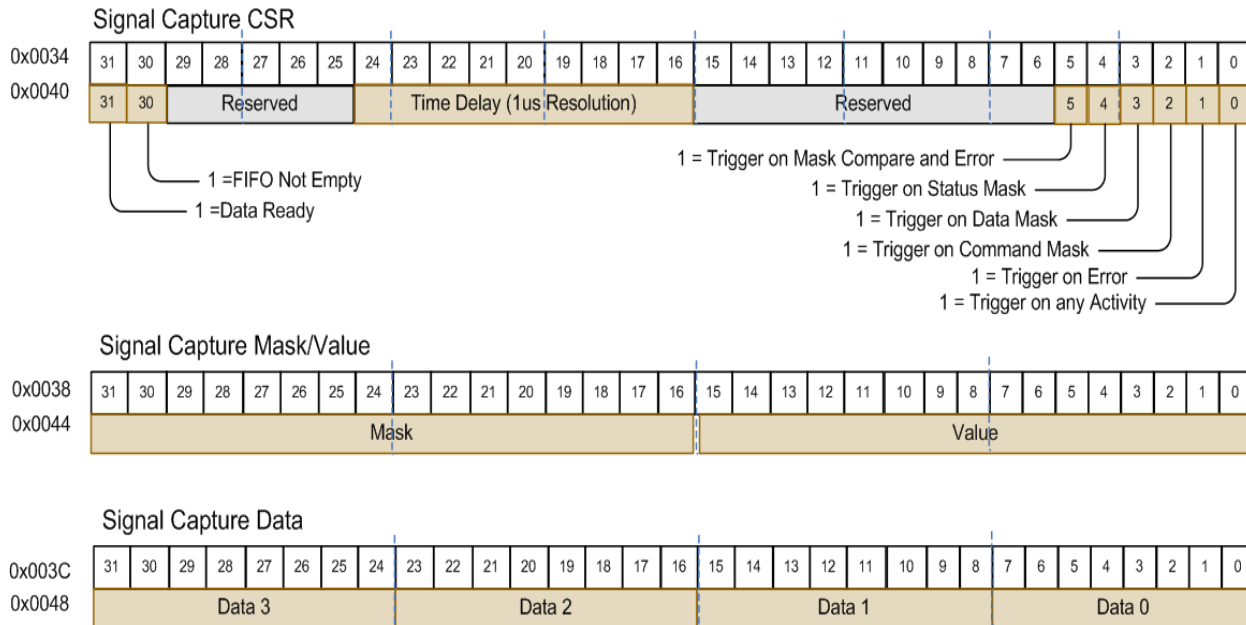 Signal Capture CSR
0x0034 31 30 29 28 27 26 25 24 23 22 21 20 19 18 17 16 15 14 13 12 11 10 9 8 7 6 5 4 3 2 1 0
0x0040 31 30 Reserved Time Delay (1us Resolution) Reserved 5 4 3 2 1 0
1 = Trigger on Mask Compare and Error
1 =FIFO Not Empty
1 = Trigger on Status Mask
1 =Data Ready
1 = Trigger on Data Mask
1 = Trigger on Command Mask
1 = Trigger on Error
1 = Trigger on any Activity
Signal Capture Mask/Value
0x0038 31 30 29 28 27 26 25 24 23 22 21 20 19 18 17 16 15 14 13 12 11 10 9 8 7 6 5 4 3 2 1 0
0x0044 Mask Value
Signal Capture Data
0x003C 31 30 29 28 27 26 25 24 23 22 21 20 19 18 17 16 15 14 13 12 11 10 9 8 7 6 5 4 3 2 1 0
0x0048 Data 3 Data 2 Data 1 Data 0